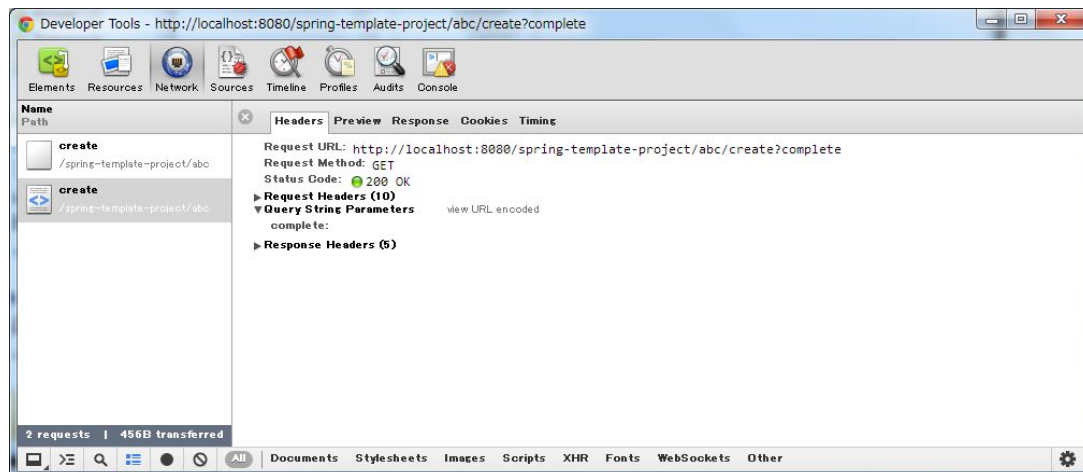 Developer Tools - http://localhost:8080/spring-template-project/abc/create?complete
Elements Resources Network Sources Timeline Profiles Audits Console
Name
Path
Headers Preview Response Cookies Timing
create
/spring-template-project/abc
create
/spring-template-project/abc
Request URL: http://localhost:8080/spring-template-project/abc/create?complete
Request Method: GET
Status Code: 200 OK
Request Headers (10)
Query String Parameters view URL encoded
complete:
Response Headers (5)
2 requests | 456B transferred
All Documents Stylesheets Images Scripts XHR Fonts WebSockets Other